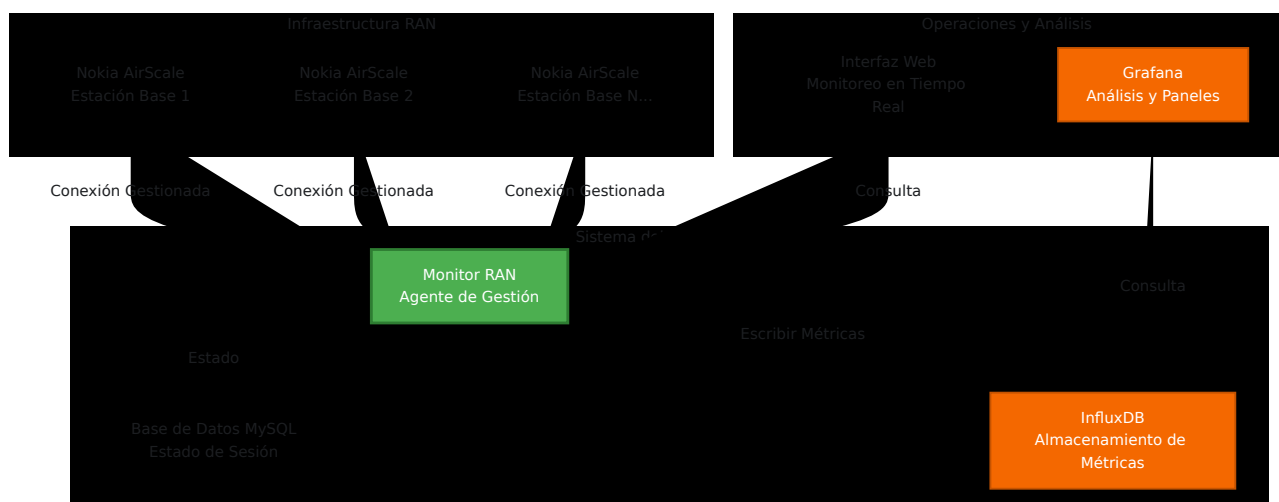 Infraestructura RAN
Nokia AirScale
Estación Base 1
Nokia AirScale
Estación Base 2
Nokia AirScale
Estación Base N...
Operaciones y Análisis
Interfaz Web
Monitoreo en Tiempo
Real
Grafana
Análisis y Paneles
Conexión Gestionada
Conexión Gestionada
Conexión Gestionada
Consulta
Sistema de
Monitor RAN
Agente de Gestión
Consulta
Escribir Métricas
Estado
Base de Datos MySQL
Estado de Sesión
InfluxDB
Almacenamiento de
Métricas